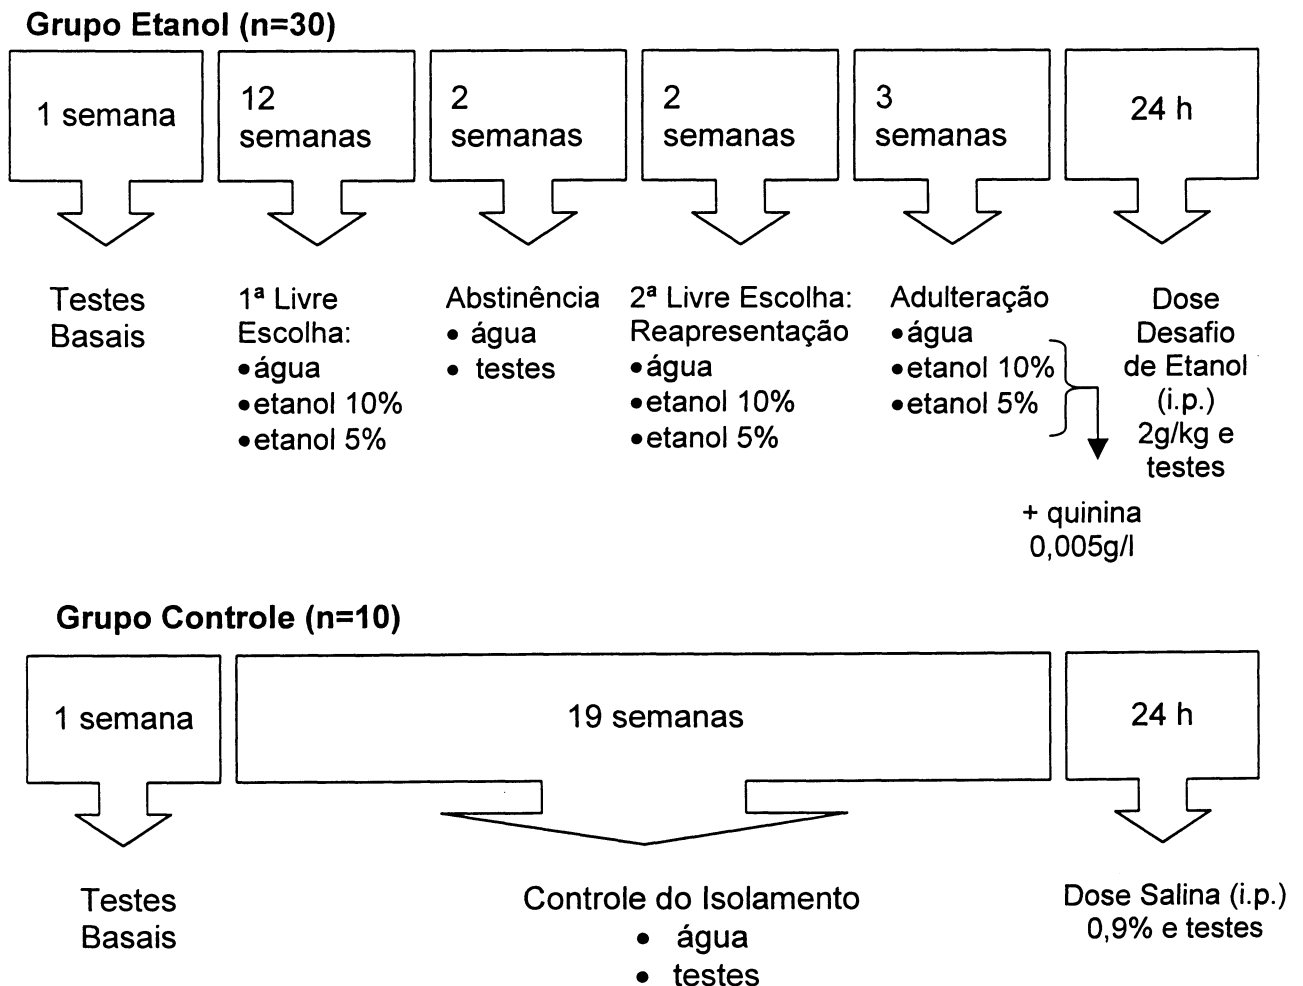 Grupo Etanol (n=30)
1 semana
12
semanas
2
semanas
2
semanas
3
semanas
24 h
Testes
Basais
1ª Livre
Escolha:
•água
•etanol 10%
•etanol 5%
Abstinência
• água
• testes
2ª Livre Escolha:
Reapresentação
•água
•etanol 10%
•etanol 5%
Adulteração
•água
•etanol 10%
•etanol 5%
+ quinina
0,005g/l
Dose
Desafio
de Etanol
(i.p.)
2g/kg e
testes
Grupo Controle (n=10)
1 semana
19 semanas
24 h
Testes
Basais
Controle do Isolamento
• água
• testes
Dose Salina (i.p.)
0,9% e testes